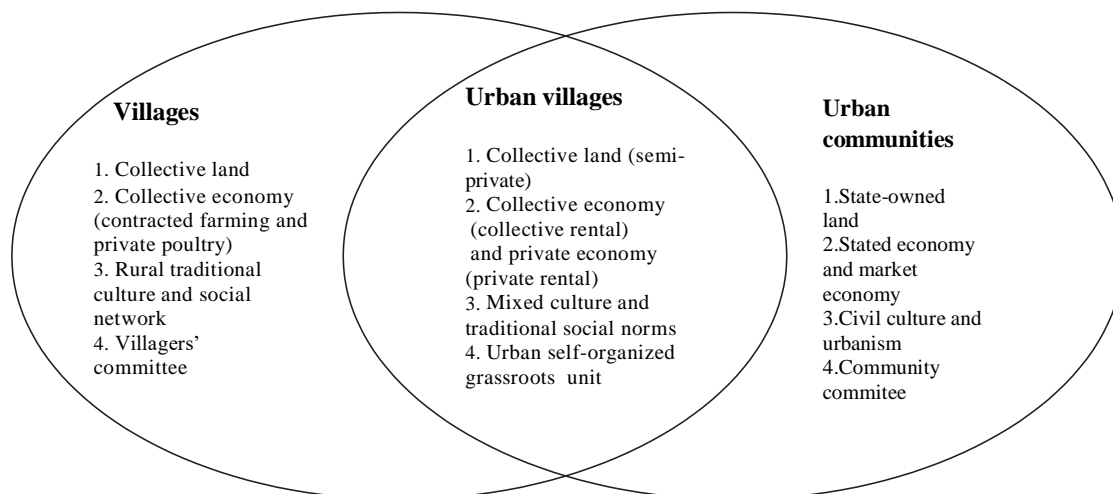 Villages
1. Collective land
2. Collective economy
(contracted farming and
private poultry)
3. Rural traditional
culture and social
network
4. Villagers’
committee
Urban villages
1. Collective land (semi-
private)
2. Collective economy
(collective rental)
and private economy
(private rental)
3. Mixed culture and
traditional social norms
4. Urban self-organized
grassroots unit
Urban
communities
1.State-owned
land
2.Stated economy
and market
economy
3.Civil culture and
urbanism
4.Community
commitee